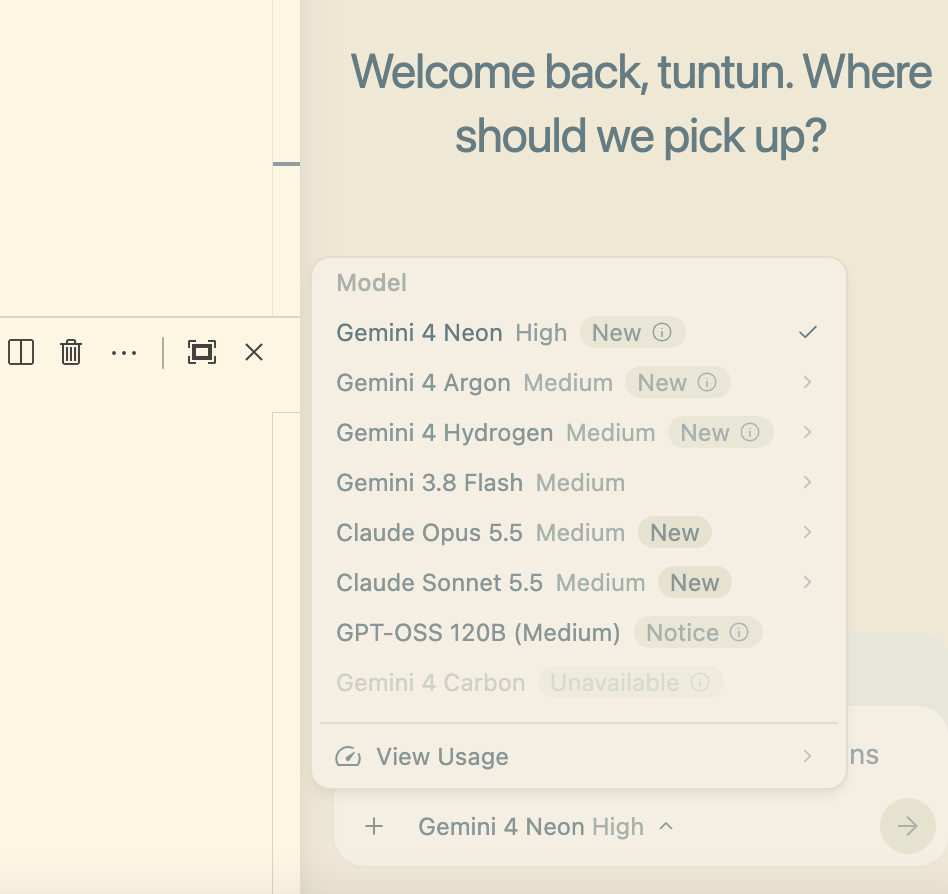 Welcome back, tuntun. Where
should we pick up?
Model
Gemini 4 Neon High New
Gemini 4 Argon Medium New
Gemini 4 Hydrogen Medium New
Gemini 3.8 Flash Medium
Claude Opus 5.5 Medium New
Claude Sonnet 5.5 Medium New
GPT-OSS 120B (Medium) Notice
Gemini 4 Carbon Unavailable
View Usage
ns
Gemini 4 Neon High